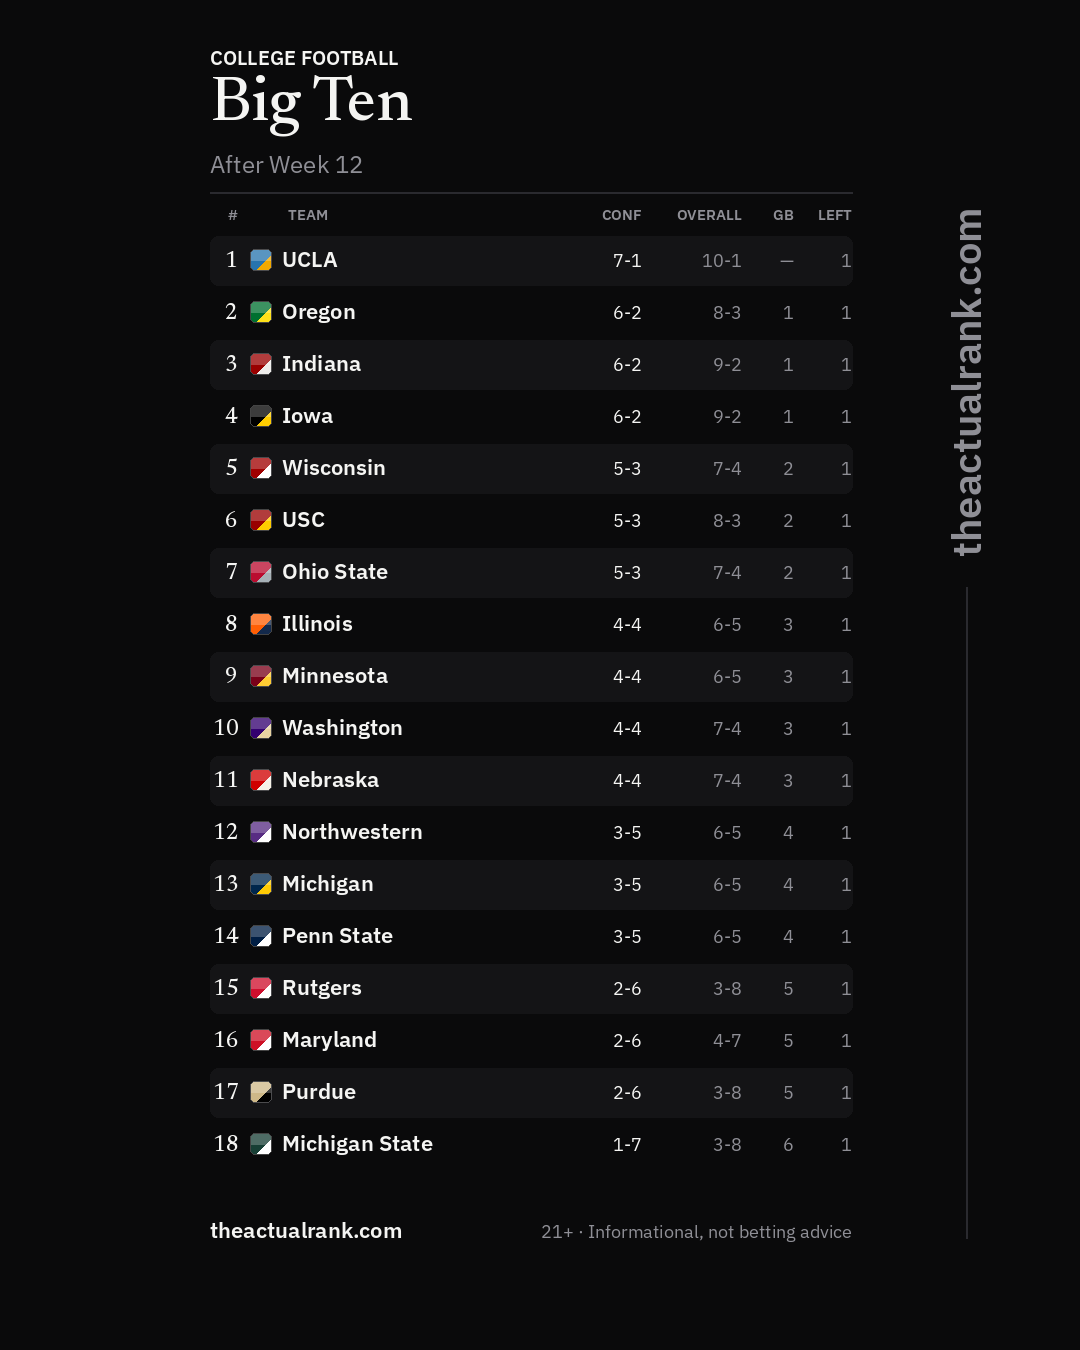 COLLEGE FOOTBALL
Big Ten
After Week 12
# TEAM CONF OVERALL GB LEFT
1 UCLA 7-1 10-1 — 1
2 Oregon 6-2 8-3 1 1
3 Indiana 6-2 9-2 1 1
4 Iowa 6-2 9-2 1 1
5 Wisconsin 5-3 7-4 2 1
6 USC 5-3 8-3 2 1
7 Ohio State 5-3 7-4 2 1
8 Illinois 4-4 6-5 3 1
9 Minnesota 4-4 6-5 3 1
10 Washington 4-4 7-4 3 1
11 Nebraska 4-4 7-4 3 1
12 Northwestern 3-5 6-5 4 1
13 Michigan 3-5 6-5 4 1
14 Penn State 3-5 6-5 4 1
15 Rutgers 2-6 3-8 5 1
16 Maryland 2-6 4-7 5 1
17 Purdue 2-6 3-8 5 1
18 Michigan State 1-7 3-8 6 1
theactualrank.com 21+ · Informational, not betting advice
theactualrank.com